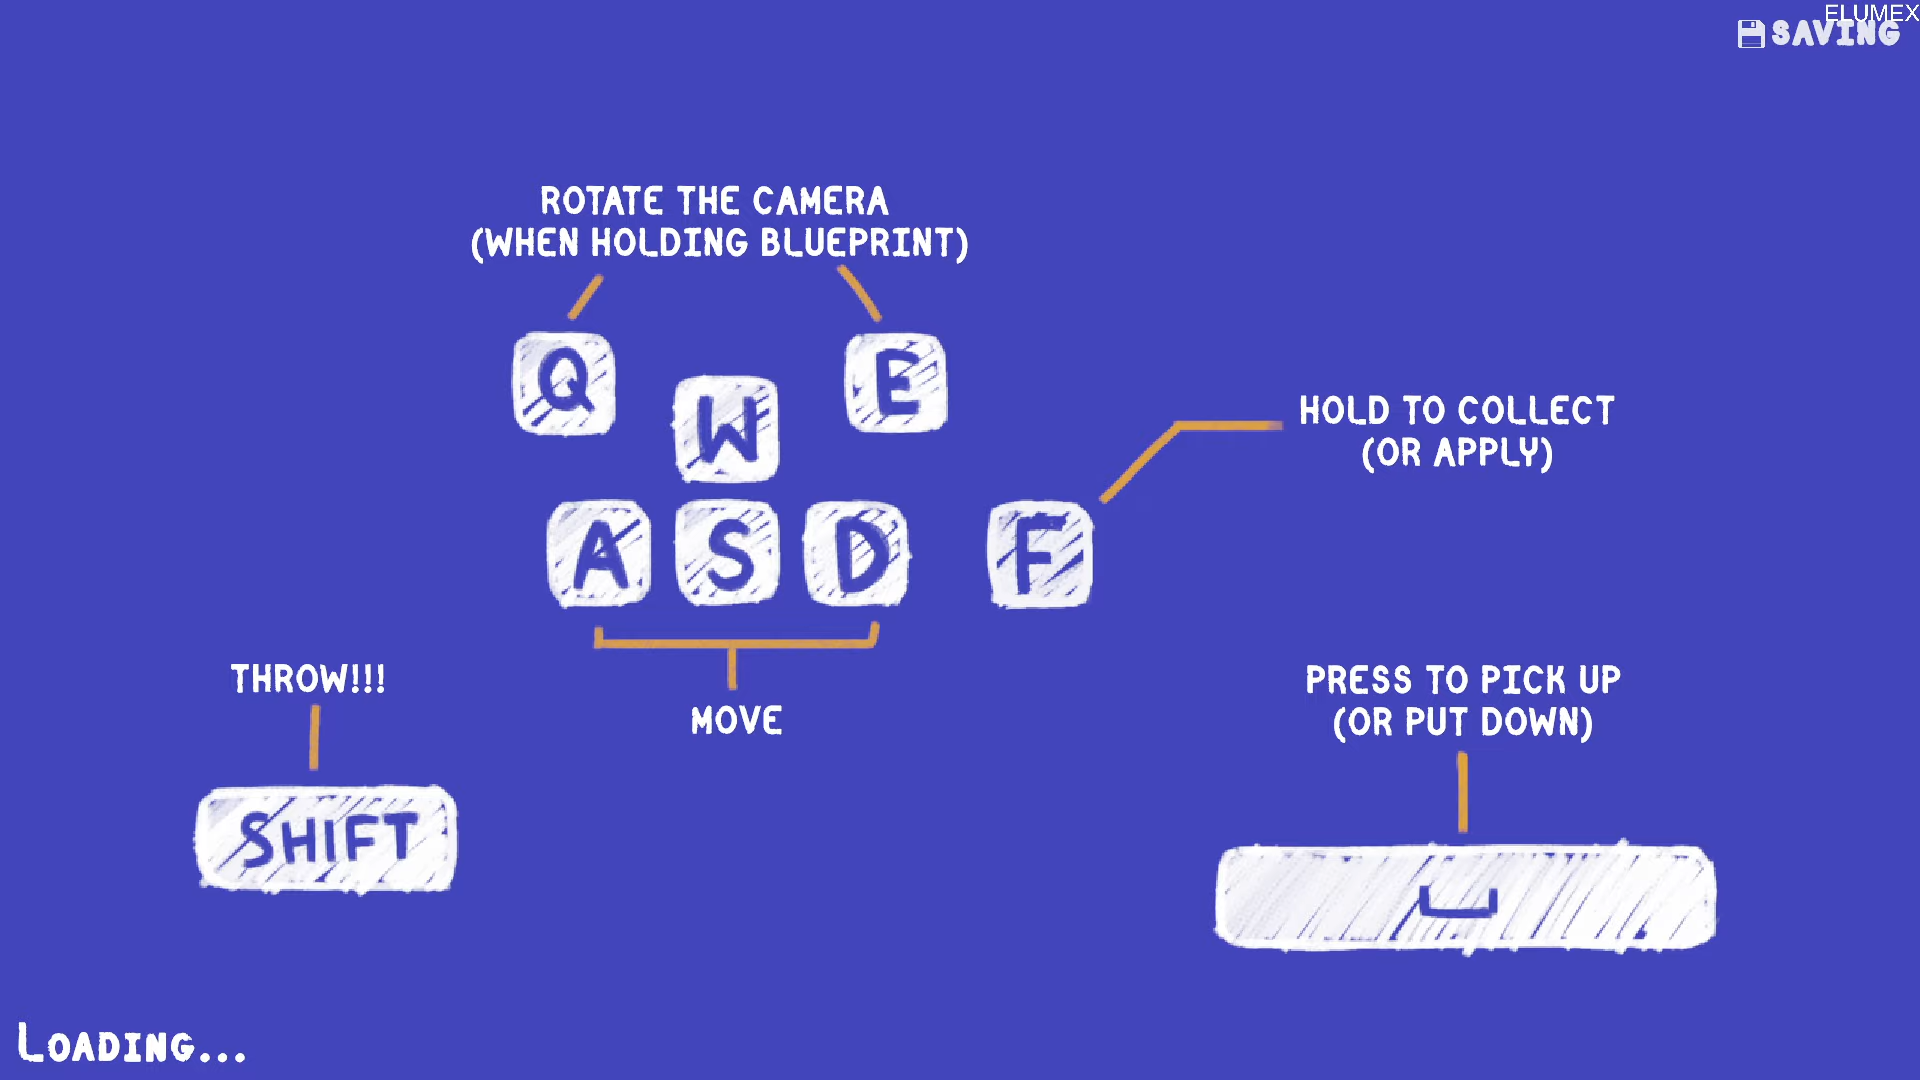 ELUMEX
SAVING
ROTATE THE CAMERA
(WHEN HOLDING BLUEPRINT)
Q
W
E
HOLD TO COLLECT
(OR APPLY)
A
S
D
F
THROW!!!
MOVE
PRESS TO PICK UP
(OR PUT DOWN)
SHIFT
LOADING...